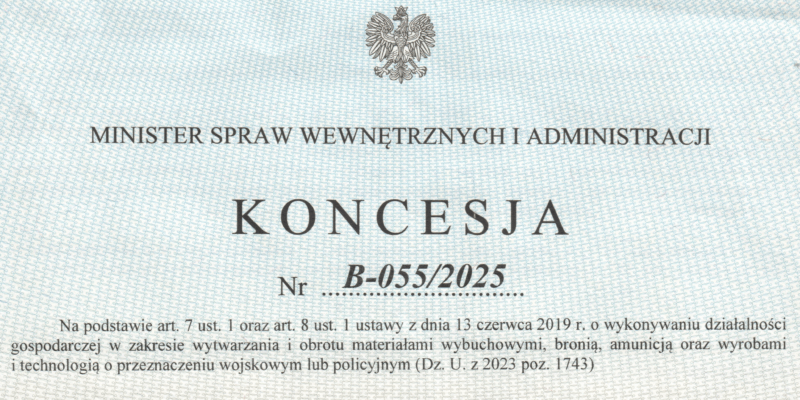 MINISTER SPRAW WEWNĘTRZNYCH I ADMINISTRACJI
KONCESJA
Nr B-055/2025
Na podstawie art. 7 ust. 1 oraz art. 8 ust. 1 ustawy z dnia 13 czerwca 2019 r. o wykonywaniu działalności
gospodarczej w zakresie wytwarzania i obrotu materiałami wybuchowymi, bronią, amunicją oraz wyrobami
i technologią o przeznaczeniu wojskowym lub policyjnym (Dz. U. z 2023 poz. 1743)